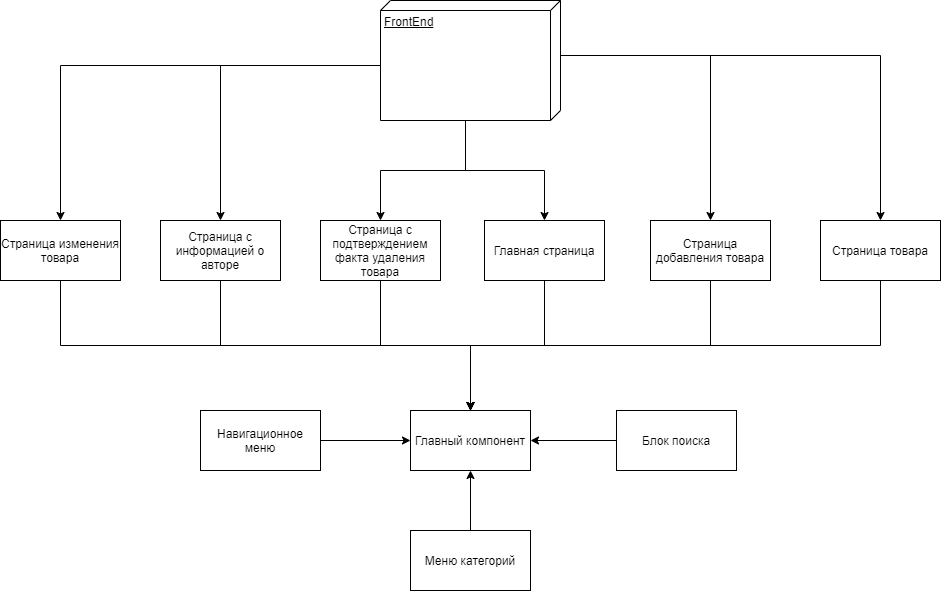 FrontEnd
Страница изменения
товара
Страница с
информацией о
авторе
Страница с
подтверждением
факта удаления
товара
Главная страница
Страница
добавления товара
Страница товара
Навигационное
меню
Главный компонент
Блок поиска
Меню категорий